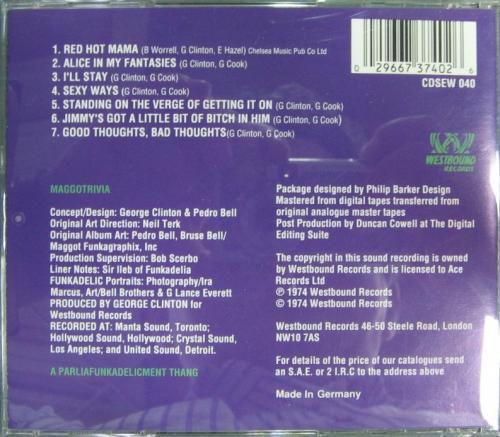 1. RED HOT MAMA (B Worrell, G Clinton, E Hazel) Chelsea Music Pub Co Ltd
2. ALICE IN MY FANTASIES (G Clinton, G Cook)
3. I'LL STAY (G Clinton, G Cook)
4. SEXY WAYS (G Clinton, G Cook)
5. STANDING ON THE VERGE OF GETTING IT ON (G Clinton, G Cook)
6. JIMMY'S GOT A LITTLE BIT OF BITCH IN HIM (G Clinton, G Cook)
7. GOOD THOUGHTS, BAD THOUGHTS(G Clinton, G Cook)
0 29667 37402 6
CDSEW 040
WESTBOUND
RECORDS
MAGGOTRIVIA
Concept/Design: George Clinton & Pedro Bell
Original Art Direction: Neil Terk
Original Album Art: Pedro Bell, Bruse Bell/
Maggot Funkagraphix, Inc
Production Supervision: Bob Scerbo
Liner Notes: Sir Ileb of Funkadelia
FUNKADELIC Portraits: Photography/Ira
Marcus, Art/Bell Brothers & G Lance Everett
PRODUCED BY GEORGE CLINTON for
Westbound Records
RECORDED AT: Manta Sound, Toronto;
Hollywood Sound, Hollywood; Crystal Sound,
Los Angeles; and United Sound, Detroit.
A PARLIAFUNKADELICMENT THANG
Package designed by Philip Barker Design
Mastered from digital tapes transferred from
original analogue master tapes
Post Production by Duncan Cowell at The Digital
Editing Suite
The copyright in this sound recording is owned
by Westbound Records and is licensed to Ace
Records Ltd
℗ 1974 Westbound Records
© 1974 Westbound Records
Westbound Records 46-50 Steele Road, London
NW10 7AS
For details of the price of our catalogues send
an S.A.E. or 2 I.R.C to the address above
Made In Germany